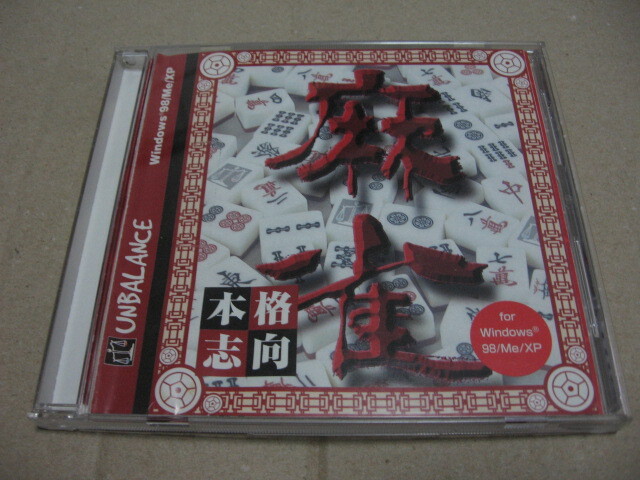 Windows 98/Me/XP
UNBALANCE
麻
雀
本格
志向
for
Windows®
98/Me/XP